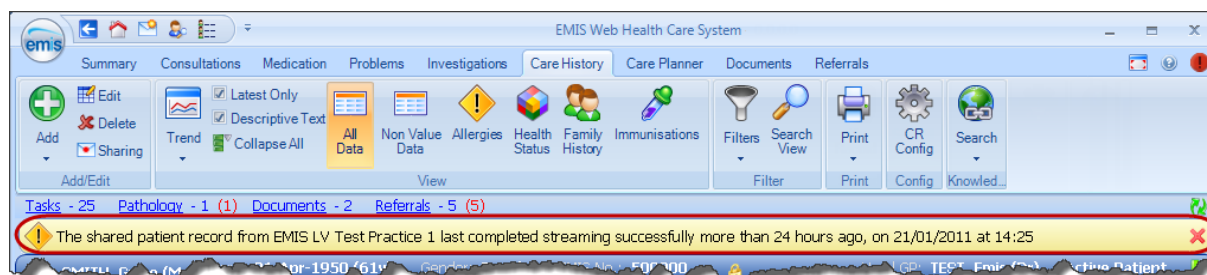 emis
EMIS Web Health Care System
Summary Consultations Medication Problems Investigations Care History Care Planner Documents Referrals
Add Edit Delete Sharing
Add/Edit
Trend Latest Only Descriptive Text Collapse All All Data Non Value Data Allergies Health Status Family History Immunisations
View
Filters Search View
Filter
Print
Print
CR Config
Config
Search
Knowled...
Tasks - 25 Pathology - 1 (1) Documents - 2 Referrals - 5 (5)
The shared patient record from EMIS LV Test Practice 1 last completed streaming successfully more than 24 hours ago, on 21/01/2011 at 14:25